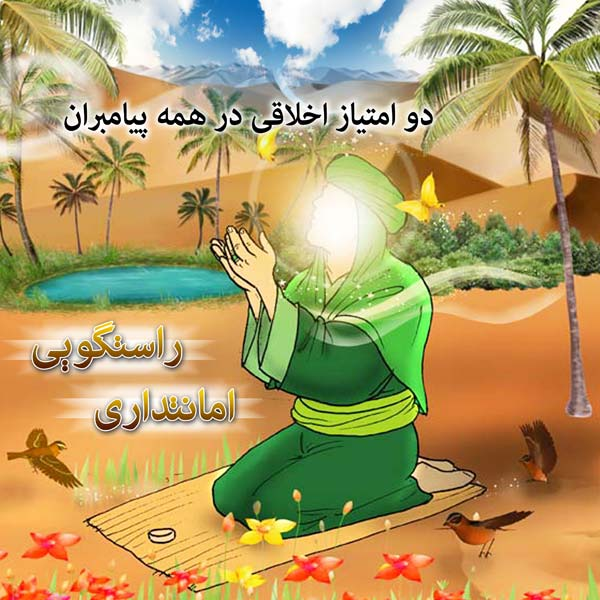 دو امتیاز اخلاقی در همه پیامبران
راستگویی
امانتداری